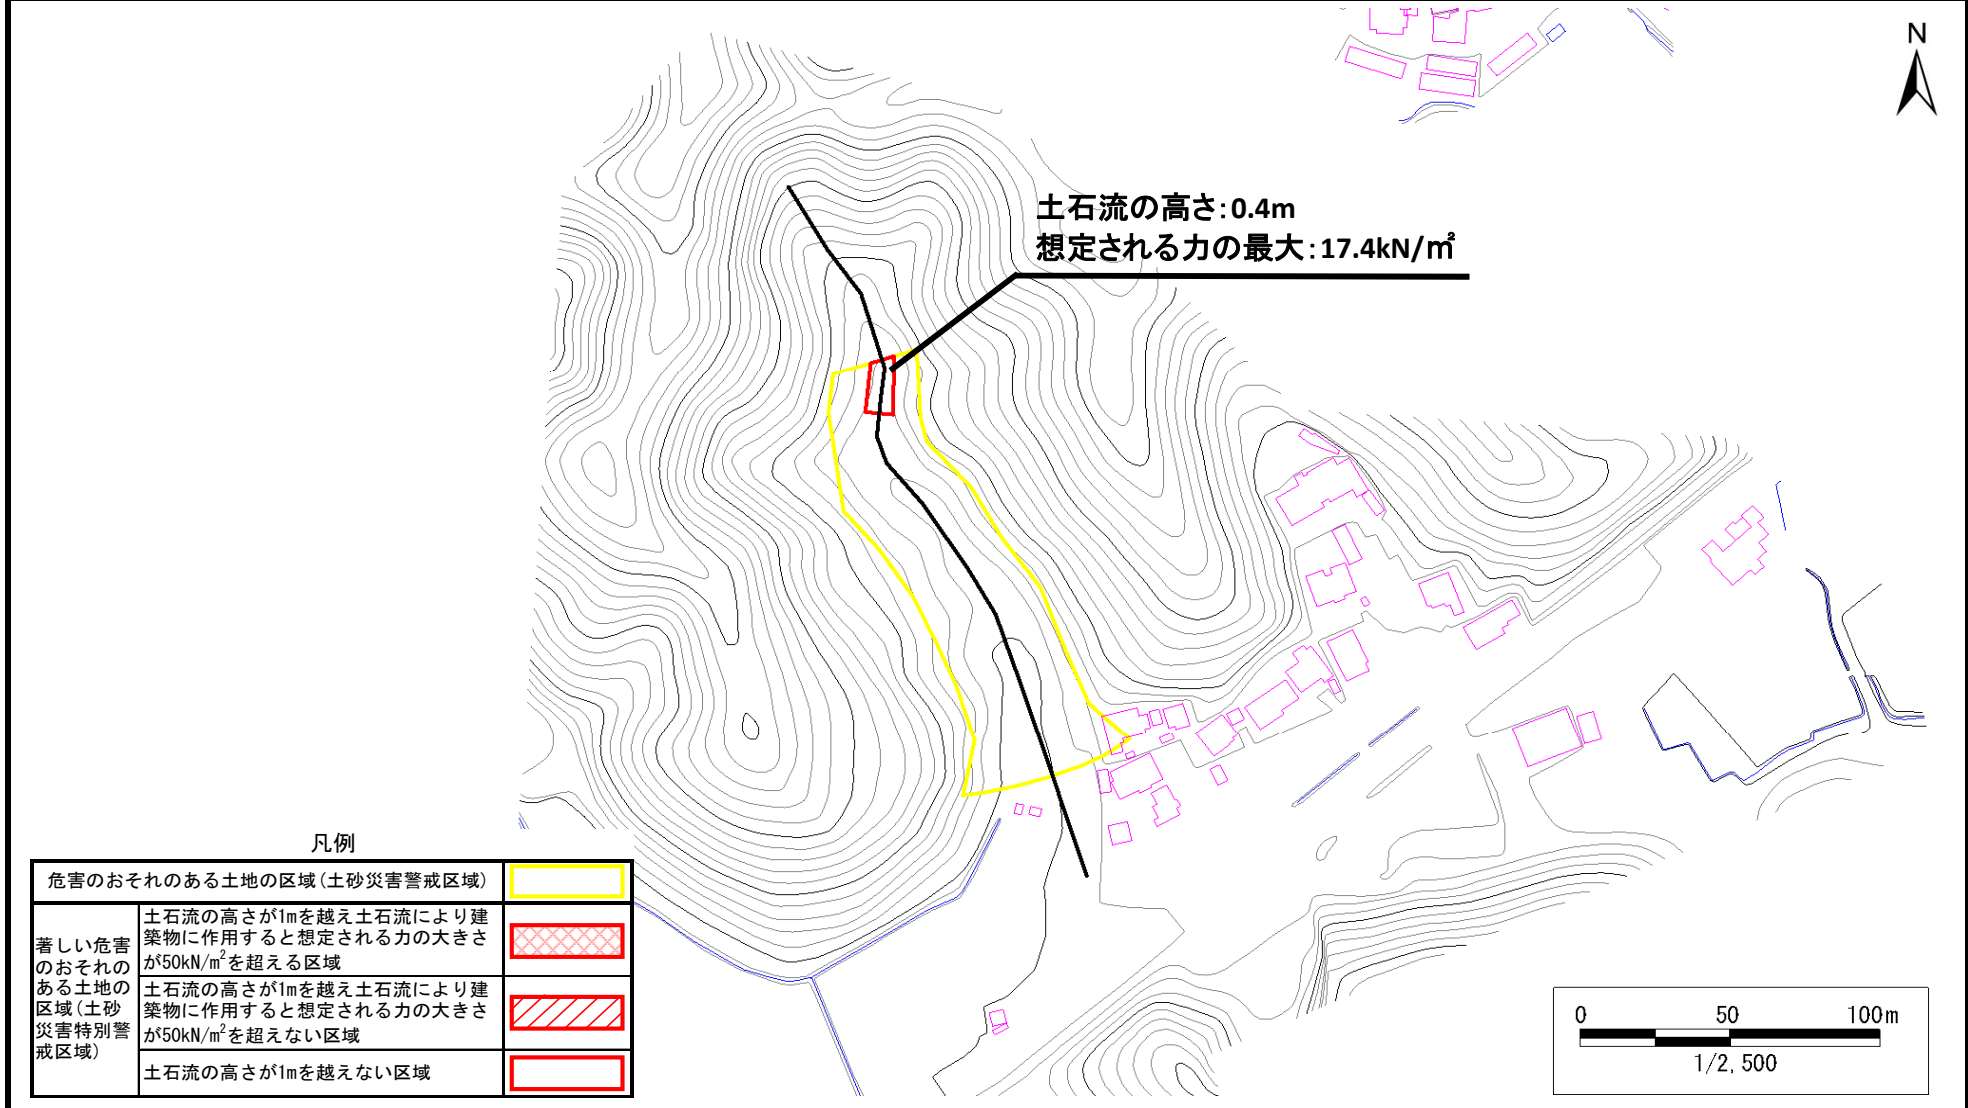 N
土石流の高さ:0.4m
想定される力の最大:17.4kN/㎡
凡例
危害のおそれのある土地の区域(土砂災害警戒区域)
著しい危害
のおそれの
ある土地の
区域(土砂
災害特別警
戒区域)
土石流の高さが1mを越え土石流により建
築物に作用すると想定される力の大きさ
が50kN/m²を超える区域
土石流の高さが1mを越え土石流により建
築物に作用すると想定される力の大きさ
が50kN/m²を超えない区域
土石流の高さが1mを越えない区域
0 50 100m
1/2,500